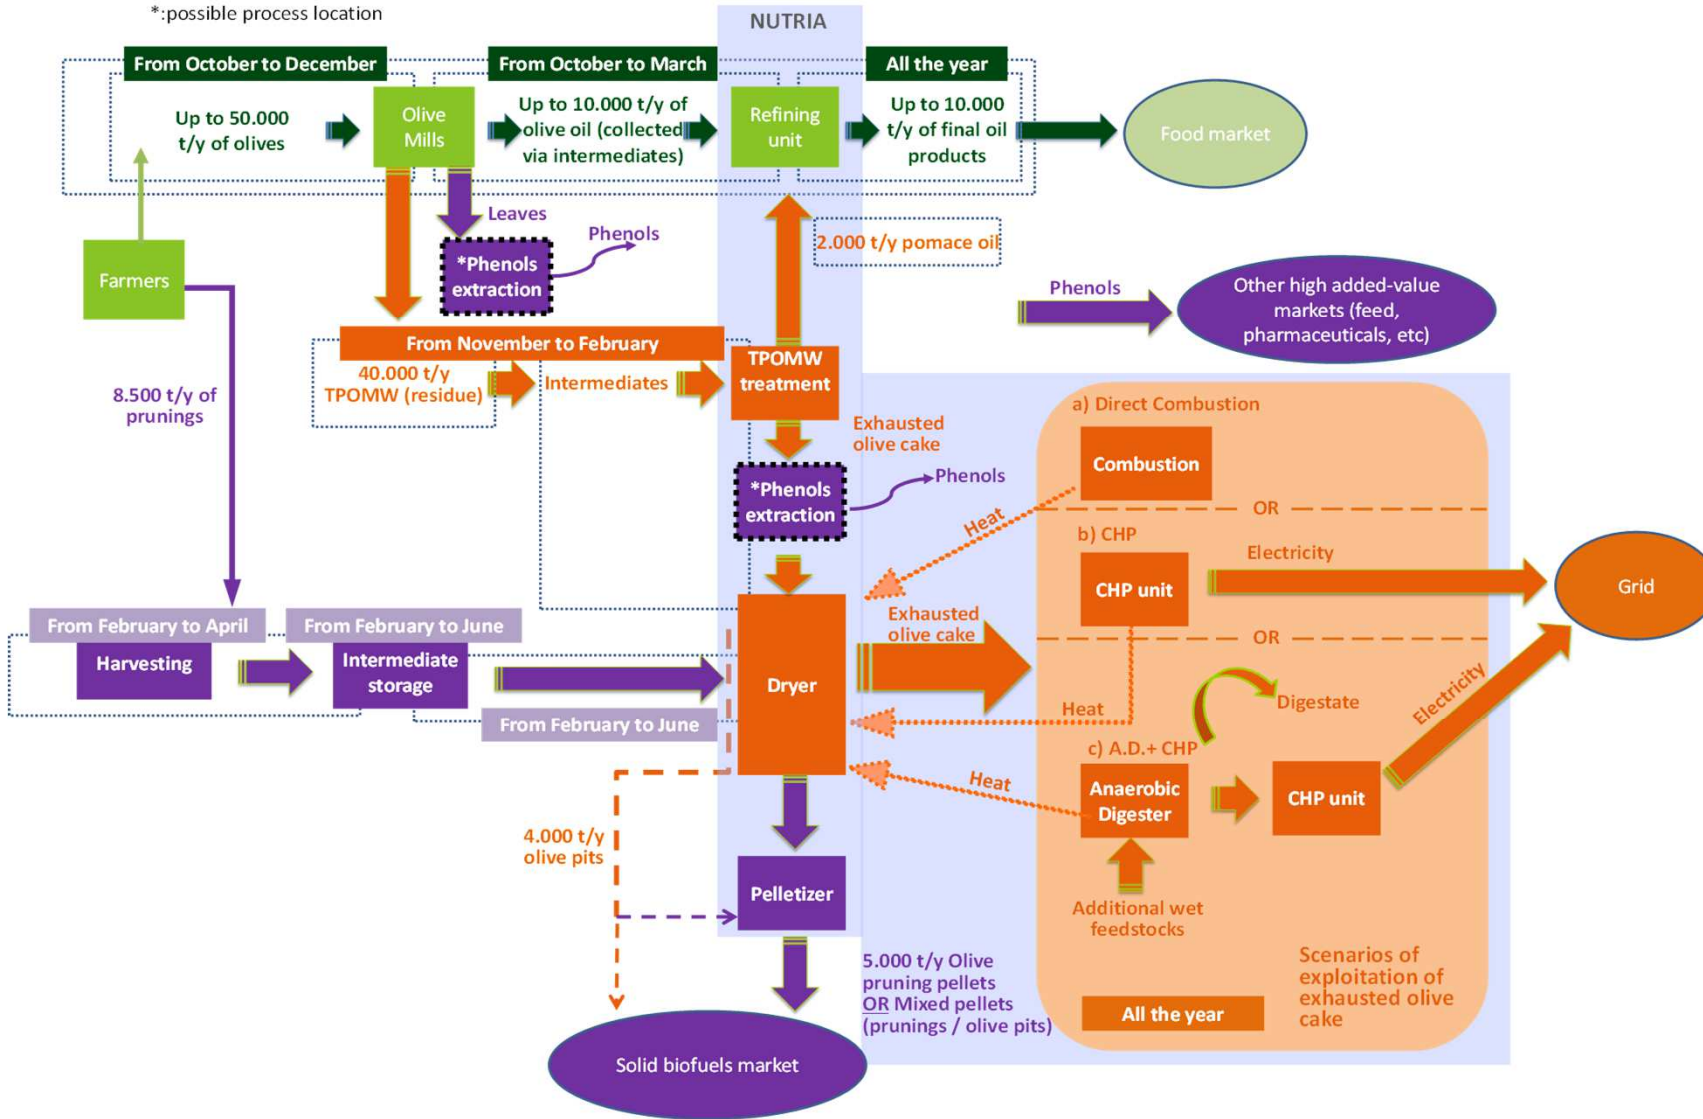 *:possible process location
NUTRIA
From October to December
From October to March
All the year
Up to 50.000
t/y of olives
Olive
Mills
Up to 10.000 t/y of
olive oil (collected
via intermediates)
Refining
unit
Up to 10.000
t/y of final oil
products
Food market
Leaves
Phenols
*Phenols
extraction
2.000 t/y pomace oil
Farmers
Phenols
Other high added-value
markets (feed,
pharmaceuticals, etc)
From November to February
40.000 t/y
TPOMW (residue)
Intermediates
TPOMW
treatment
8.500 t/y of
prunings
Exhausted
olive cake
*Phenols
extraction
Phenols
a) Direct Combustion
Combustion
Heat
OR
b) CHP
CHP unit
Electricity
Grid
OR
From February to April
From February to June
Harvesting
Intermediate
storage
From February to June
Dryer
Exhausted
olive cake
Heat
Digestate
Electricity
c) A.D.+ CHP
Heat
Anaerobic
Digester
CHP unit
4.000 t/y
olive pits
Pelletizer
Additional wet
feedstocks
5.000 t/y Olive
pruning pellets
OR Mixed pellets
(prunings / olive pits)
Scenarios of
exploitation of
exhausted olive
cake
All the year
Solid biofuels market